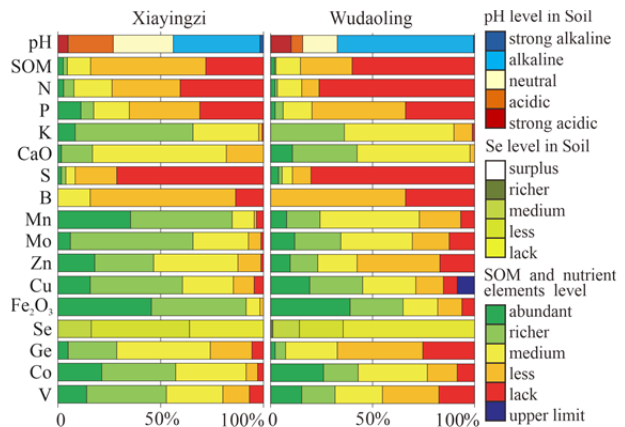 Xiayingzi
Wudaoling
pH
SOM
N
P
K
CaO
S
B
Mn
Mo
Zn
Cu
Fe₂O₃
Se
Ge
Co
V
0 50% 100%
0 50% 100%
pH level in Soil
strong alkaline
alkaline
neutral
acidic
strong acidic
Se level in Soil
surplus
richer
medium
less
lack
SOM and nutrient
elements level
abundant
richer
medium
less
lack
upper limit